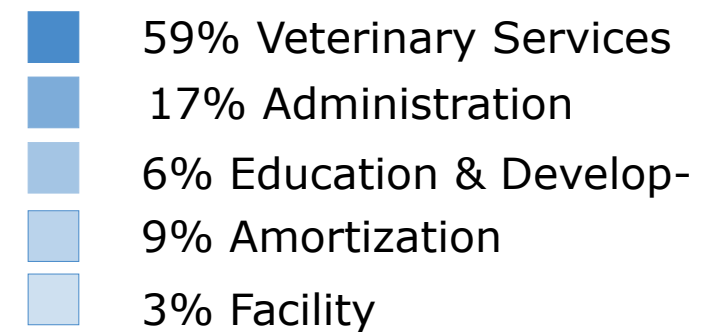 59% Veterinary Services
17% Administration
6% Education & Develop-
9% Amortization
3% Facility